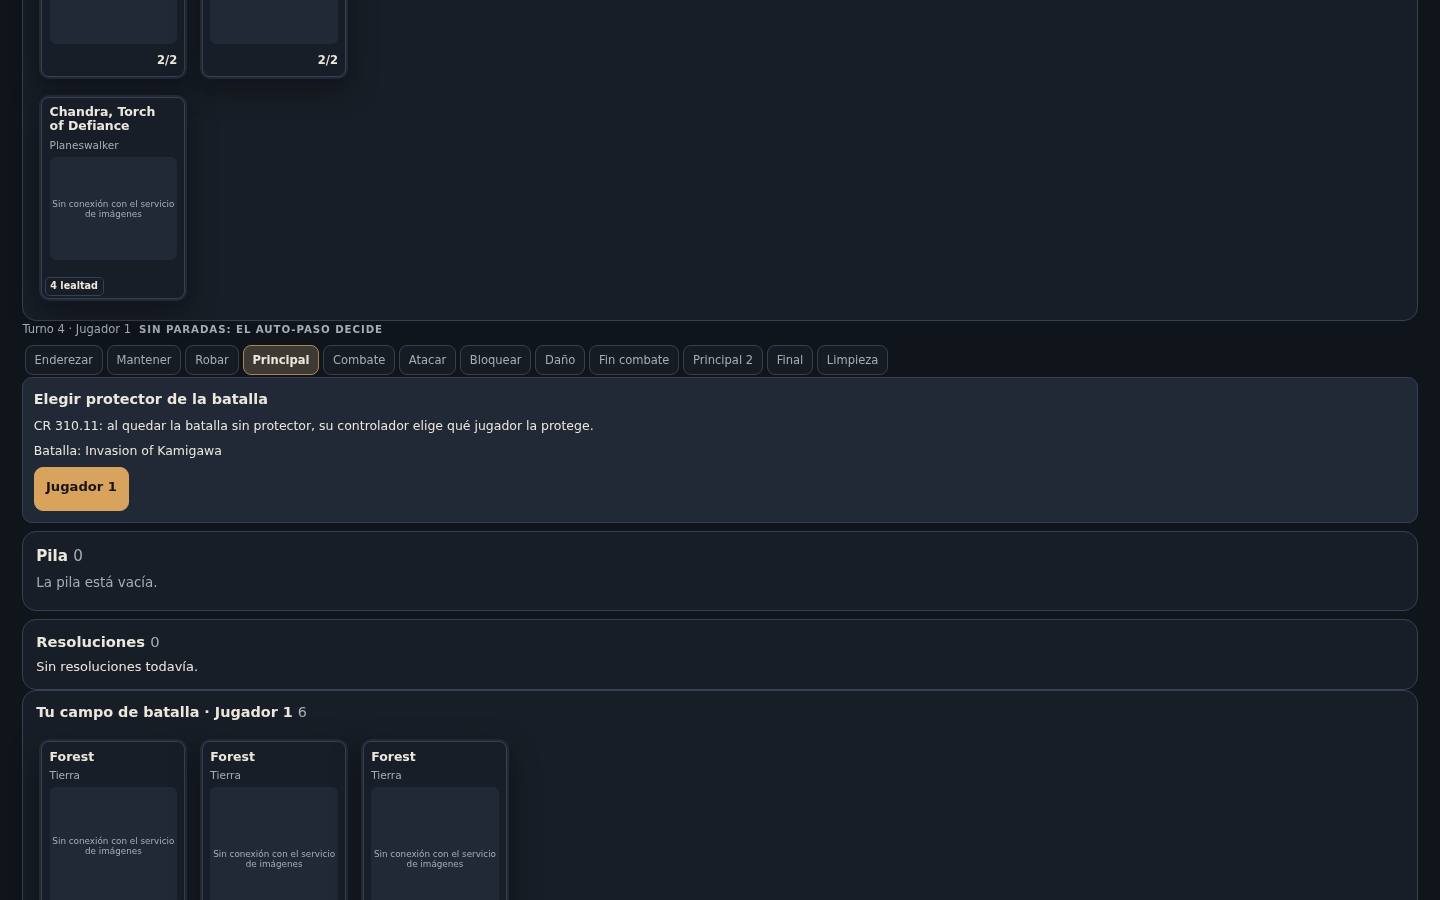 2/2
2/2
Chandra, Torch
of Defiance
Planeswalker
Sin conexión con el servicio
de imágenes
4 lealtad
Turno 4 · Jugador 1 SIN PARADAS: EL AUTO-PASO DECIDE
Enderezar Mantener Robar Principal Combate Atacar Bloquear Daño Fin combate Principal 2 Final Limpieza
Elegir protector de la batalla
CR 310.11: al quedar la batalla sin protector, su controlador elige qué jugador la protege.
Batalla: Invasion of Kamigawa
Jugador 1
Pila 0
La pila está vacía.
Resoluciones 0
Sin resoluciones todavía.
Tu campo de batalla · Jugador 1 6
Forest
Tierra
Sin conexión con el servicio
de imágenes
Forest
Tierra
Sin conexión con el servicio
de imágenes
Forest
Tierra
Sin conexión con el servicio
de imágenes